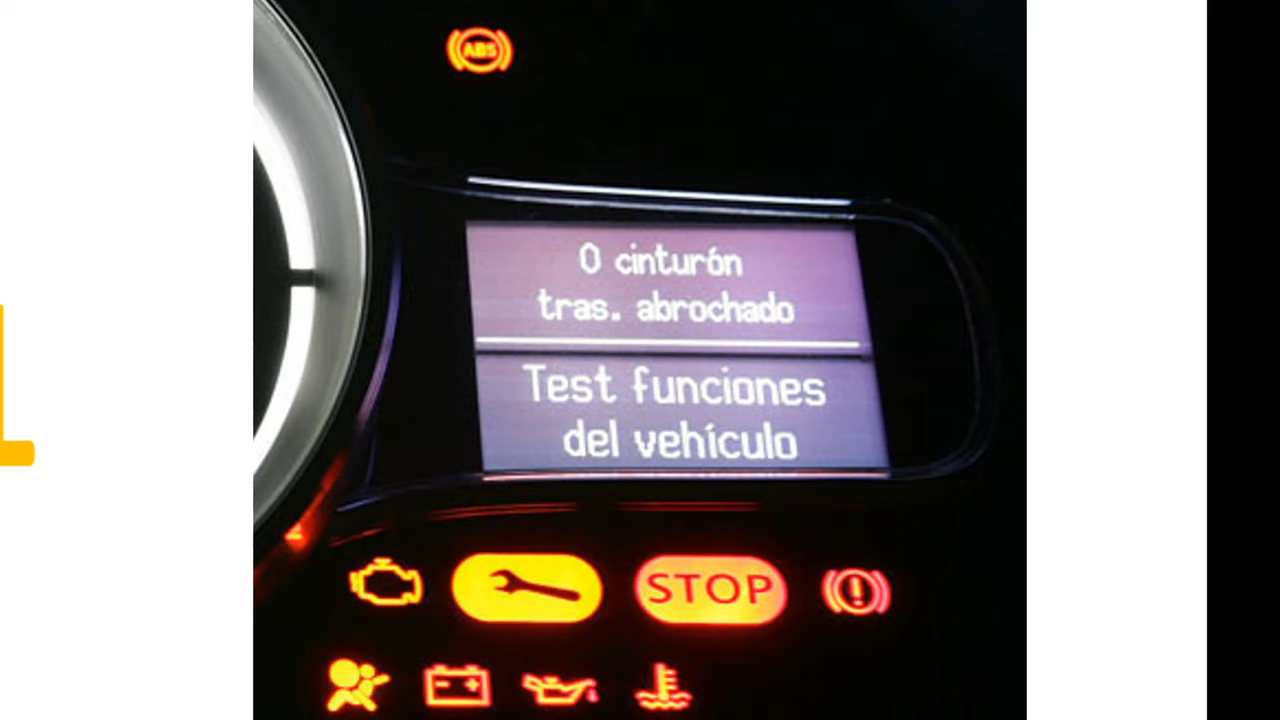 ABS
0 cinturón
tras. abrochado
Test funciones
del vehículo
STOP